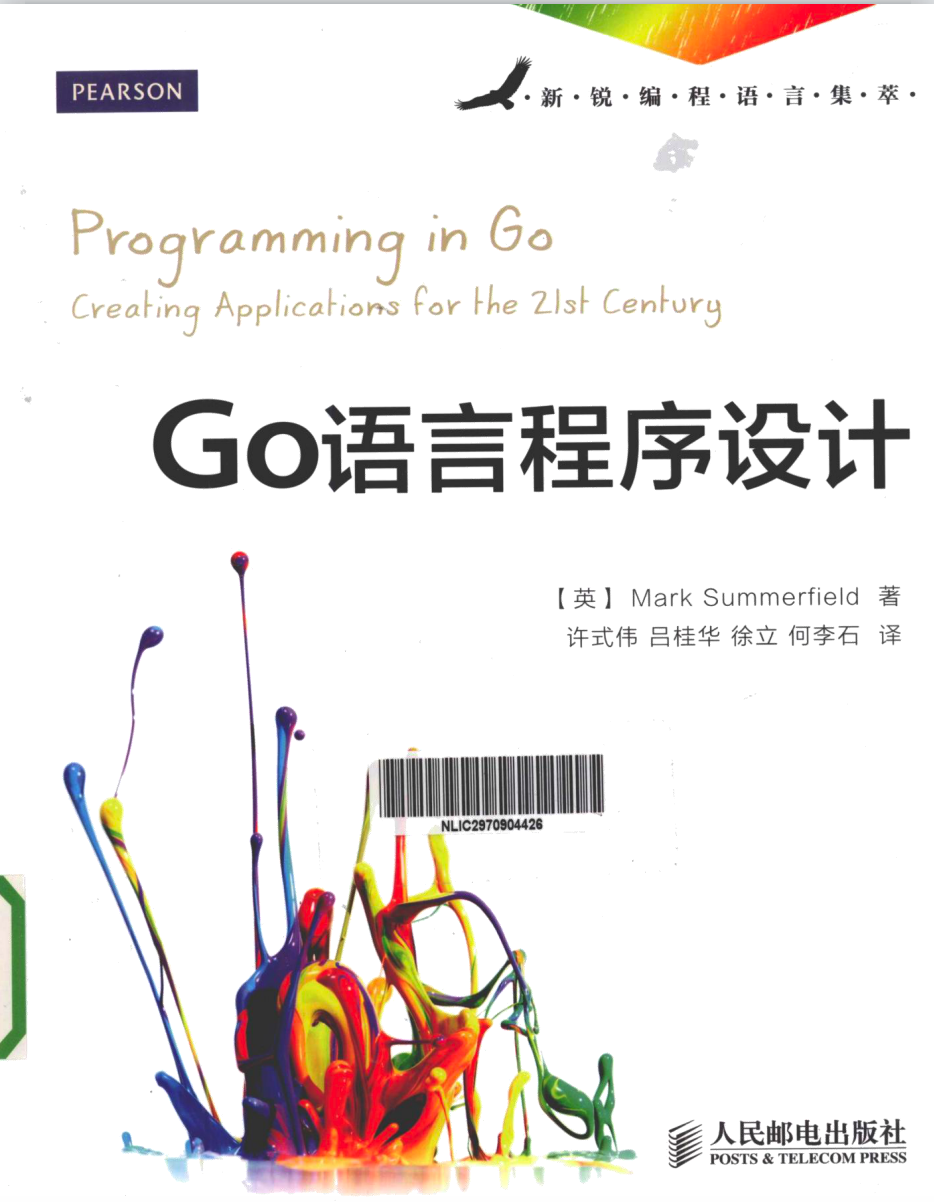 PEARSON
·新·锐·编·程·语·言·集·萃·
Programming in Go
Creating Applications for the 21st Century
Go语言程序设计
【英】Mark Summerfield 著
许式伟 吕桂华 徐立 何李石 译
NLIC2970904426
人民邮电出版社
POSTS & TELECOM PRESS